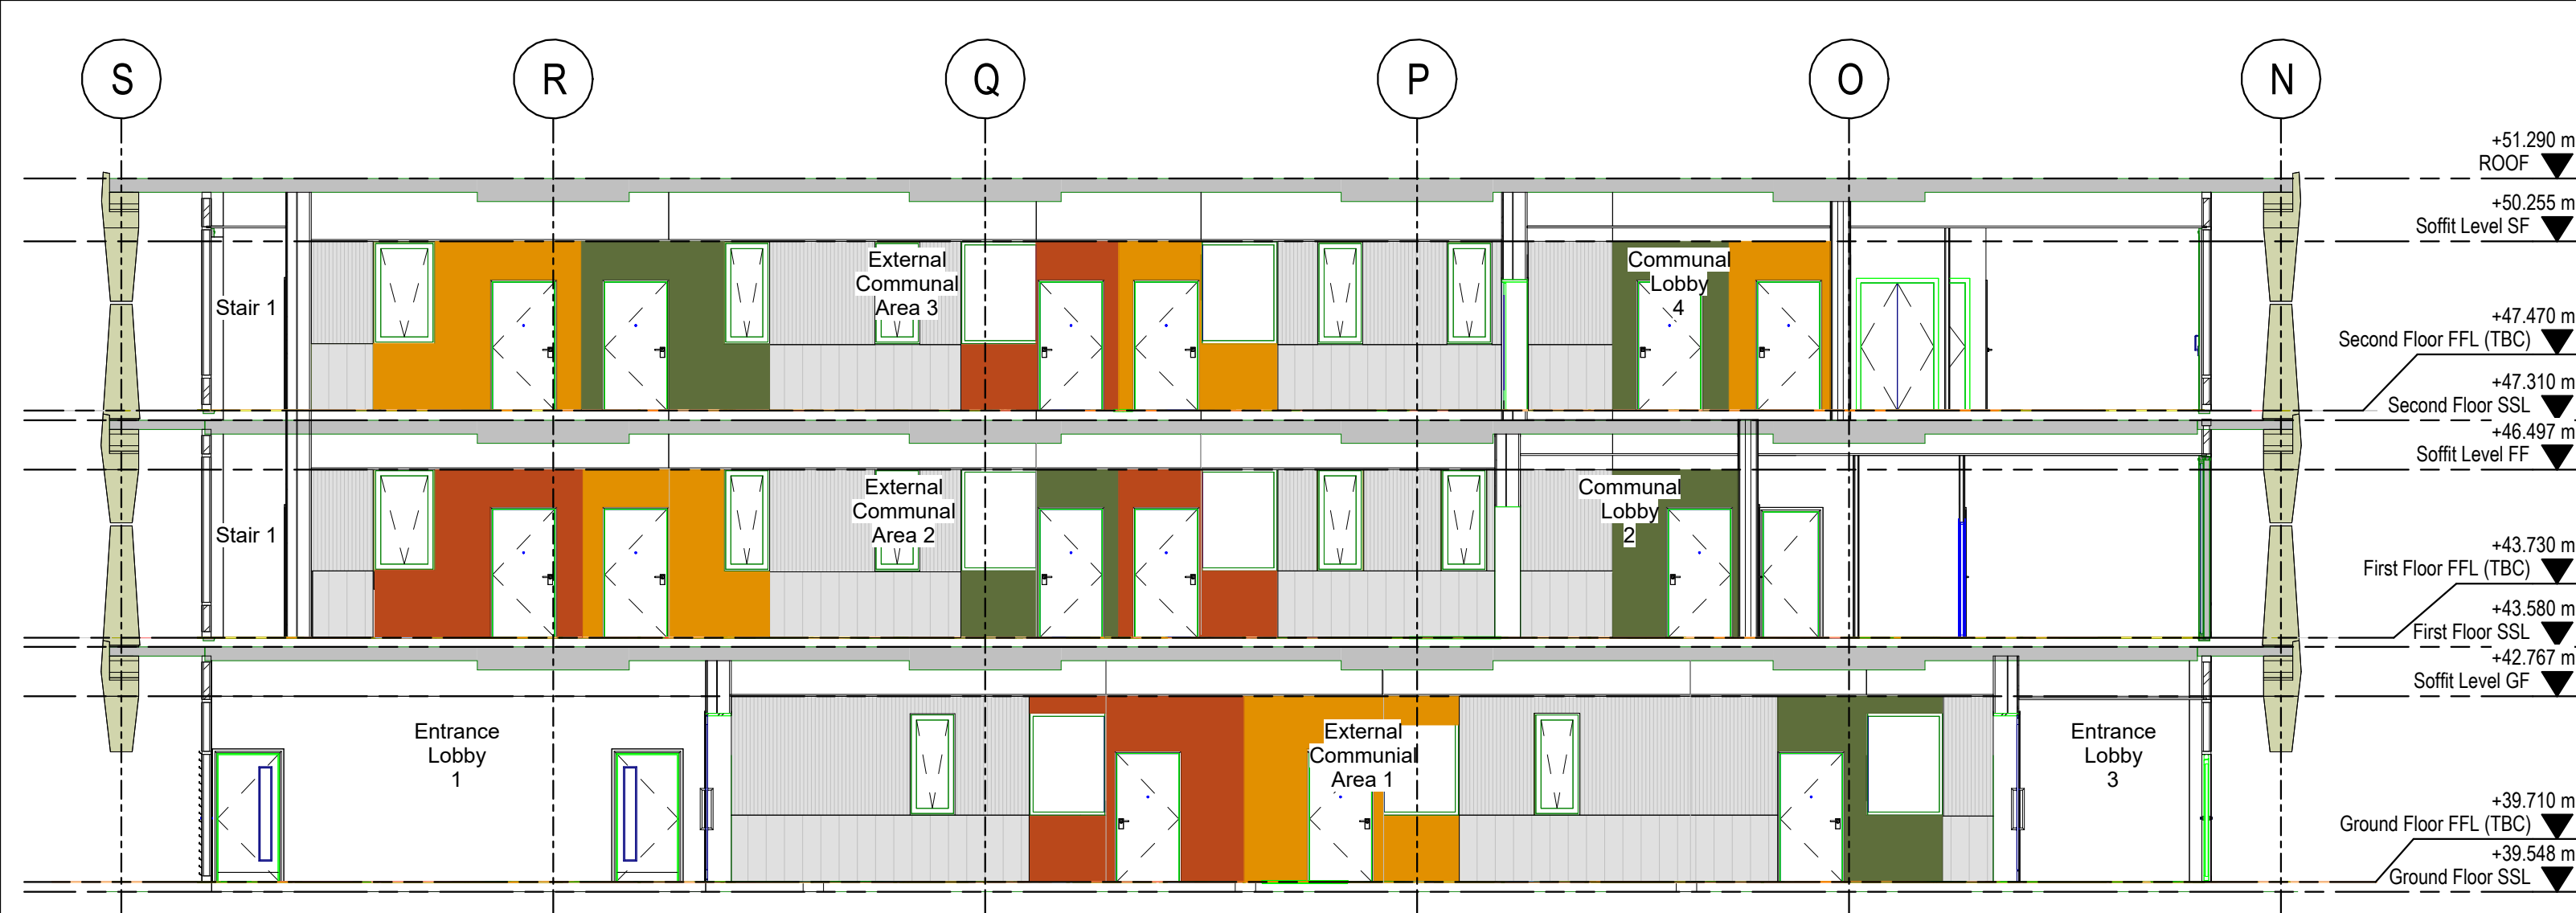 S
R
Q
P
O
N
+51.290 m
ROOF
+50.255 m
Soffit Level SF
External
Communal
Area 3
Communal
Lobby
4
Stair 1
+47.470 m
Second Floor FFL (TBC)
+47.310 m
Second Floor SSL
+46.497 m
Soffit Level FF
External
Communal
Area 2
Communal
Lobby
2
Stair 1
+43.730 m
First Floor FFL (TBC)
+43.580 m
First Floor SSL
+42.767 m
Soffit Level GF
Entrance
Lobby
1
External
Communial
Area 1
Entrance
Lobby
3
+39.710 m
Ground Floor FFL (TBC)
+39.548 m
Ground Floor SSL